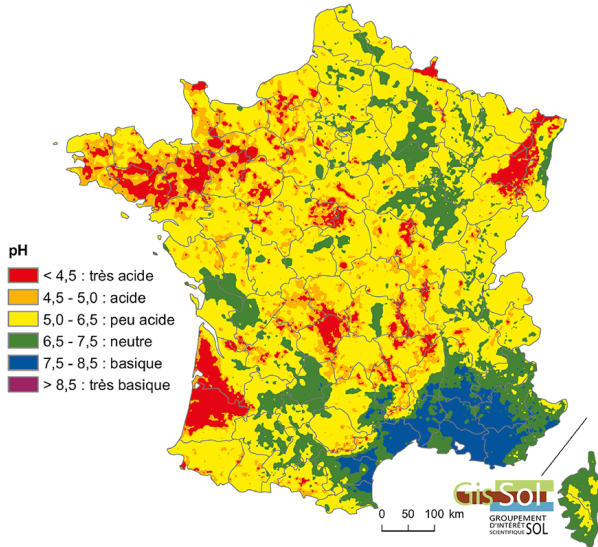 pH
< 4,5 : très acide
4,5 - 5,0 : acide
5,0 - 6,5 : peu acide
6,5 - 7,5 : neutre
7,5 - 8,5 : basique
> 8,5 : très basique
GisSol
GROUPEMENT
D'INTÉRÊT
SCIENTIFIQUE SOL
0 50 100 km